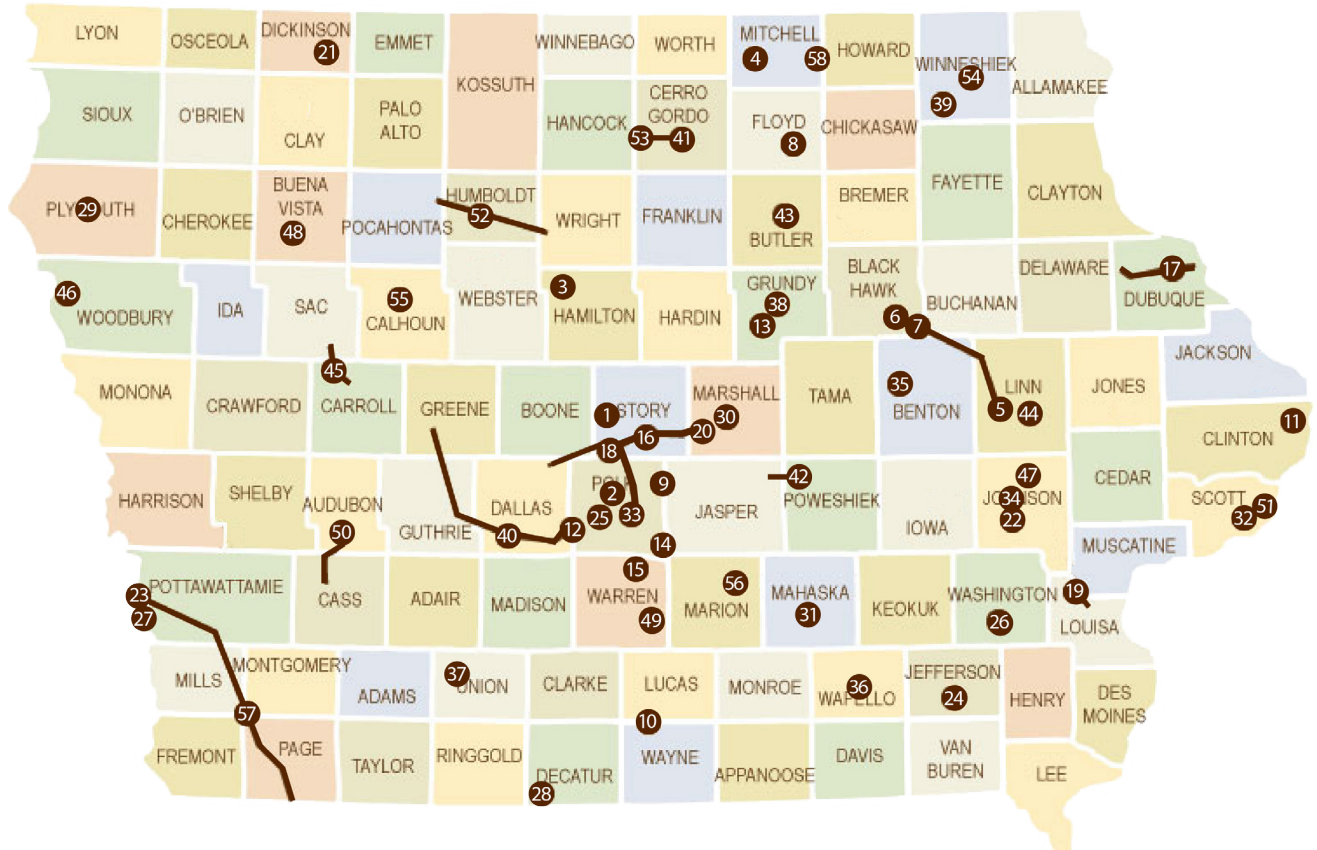 LYON
OSCEOLA
DICKINSON
21
EMMET
KOSSUTH
WINNEBAGO
WORTH
MITCHELL
4
58
HOWARD
WINNESHIEK
54
39
ALLAMAKEE
SIOUX
O'BRIEN
CLAY
PALO
ALTO
HANCOCK
CERRO
GORDO
53
41
FLOYD
8
CHICKASAW
FAYETTE
CLAYTON
PLYMOUTH
29
CHEROKEE
BUENA
VISTA
48
POCAHONTAS
HUMBOLDT
52
WRIGHT
FRANKLIN
43
BUTLER
BREMER
46
WOODBURY
IDA
SAC
55
CALHOUN
WEBSTER
3
HAMILTON
HARDIN
GRUNDY
38
13
BLACK
HAWK
6
7
BUCHANAN
DELAWARE
17
DUBUQUE
MONONA
CRAWFORD
45
CARROLL
GREENE
BOONE
1
STORY
18
16
20
MARSHALL
30
TAMA
35
BENTON
LINN
5
44
JONES
JACKSON
11
CLINTON
HARRISON
SHELBY
AUDUBON
50
GUTHRIE
DALLAS
40
12
POLK
2
25
33
9
14
JASPER
42
POWESHIEK
IOWA
47
JOHNSON
34
22
CEDAR
SCOTT
51
32
MUSCATINE
23
POTTAWATTAMIE
27
CASS
ADAIR
MADISON
15
WARREN
49
56
MARION
MAHASKA
31
KEOKUK
WASHINGTON
26
19
LOUISA
MILLS
MONTGOMERY
57
ADAMS
37
UNION
CLARKE
LUCAS
10
MONROE
36
WAPELLO
JEFFERSON
24
HENRY
DES
MOINES
FREMONT
PAGE
TAYLOR
RINGGOLD
DECATUR
28
WAYNE
APPANOOSE
DAVIS
VAN
BUREN
LEE